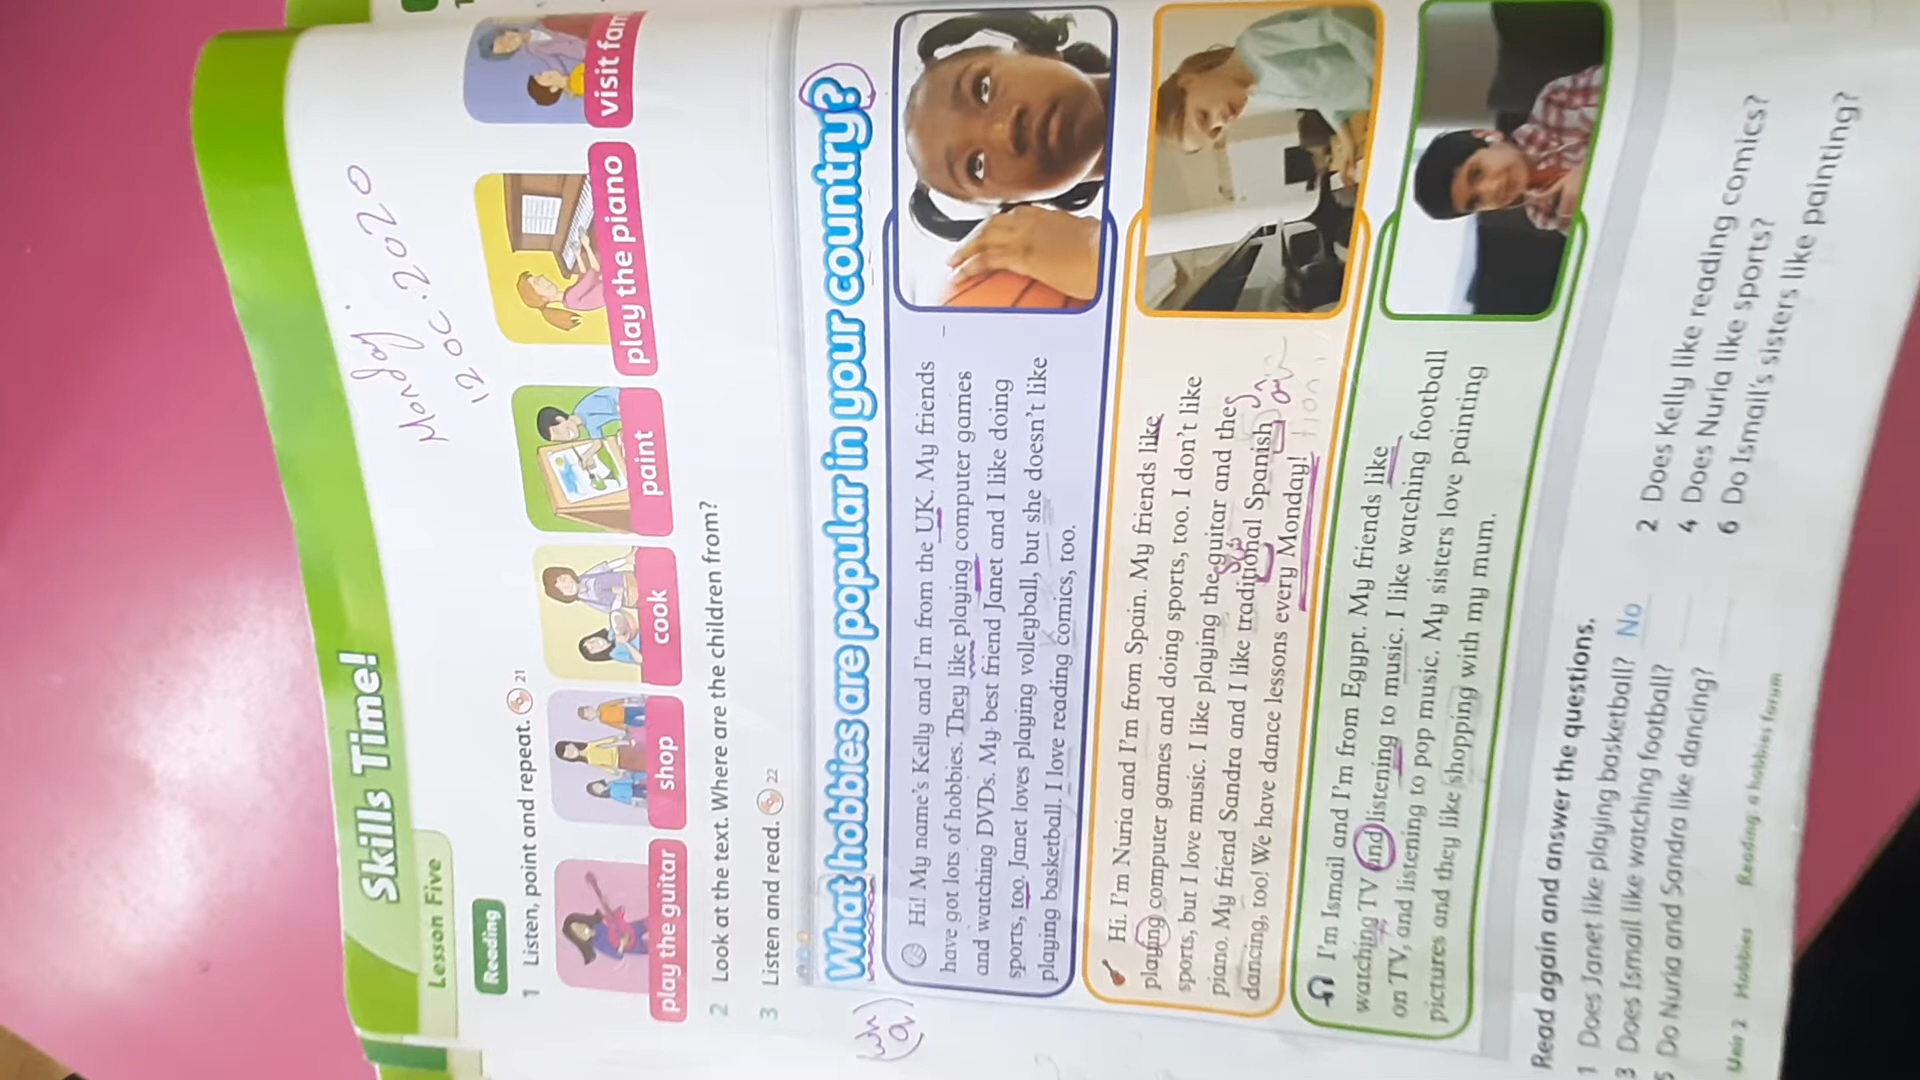 Skills Time!
Lesson Five
Monday.
12. oc. 2020
Reading
1 Listen, point and repeat. 21
play the guitar
shop
cook
paint
play the piano
visit fam
2 Look at the text. Where are the children from?
3 Listen and read. 22
What hobbies are popular in your country?
Hi! My name's Kelly and I'm from the UK. My friends
have got lots of hobbies. They like playing computer games
and watching DVDs. My best friend Janet and I like doing
sports, too. Janet loves playing volleyball, but she doesn't like
playing basketball. I love reading comics, too.
Hi. I'm Nuria and I'm from Spain. My friends like
playing computer games and doing sports, too. I don't like
sports, but I love music. I like playing the guitar and the
piano. My friend Sandra and I like traditional Spanish
dancing, too! We have dance lessons every Monday!
tion
I'm Ismail and I'm from Egypt. My friends like
watching TV and listening to music. I like watching football
on TV, and listening to pop music. My sisters love painting
pictures and they like shopping with my mum.
Read again and answer the questions.
1 Does Janet like playing basketball? No
2 Does Kelly like reading comics?
3 Does Ismail like watching football?
4 Does Nuria like sports?
5 Do Nuria and Sandra like dancing?
6 Do Ismail's sisters like painting?
Unit 2 Hobbies Reading: a hobbies forum